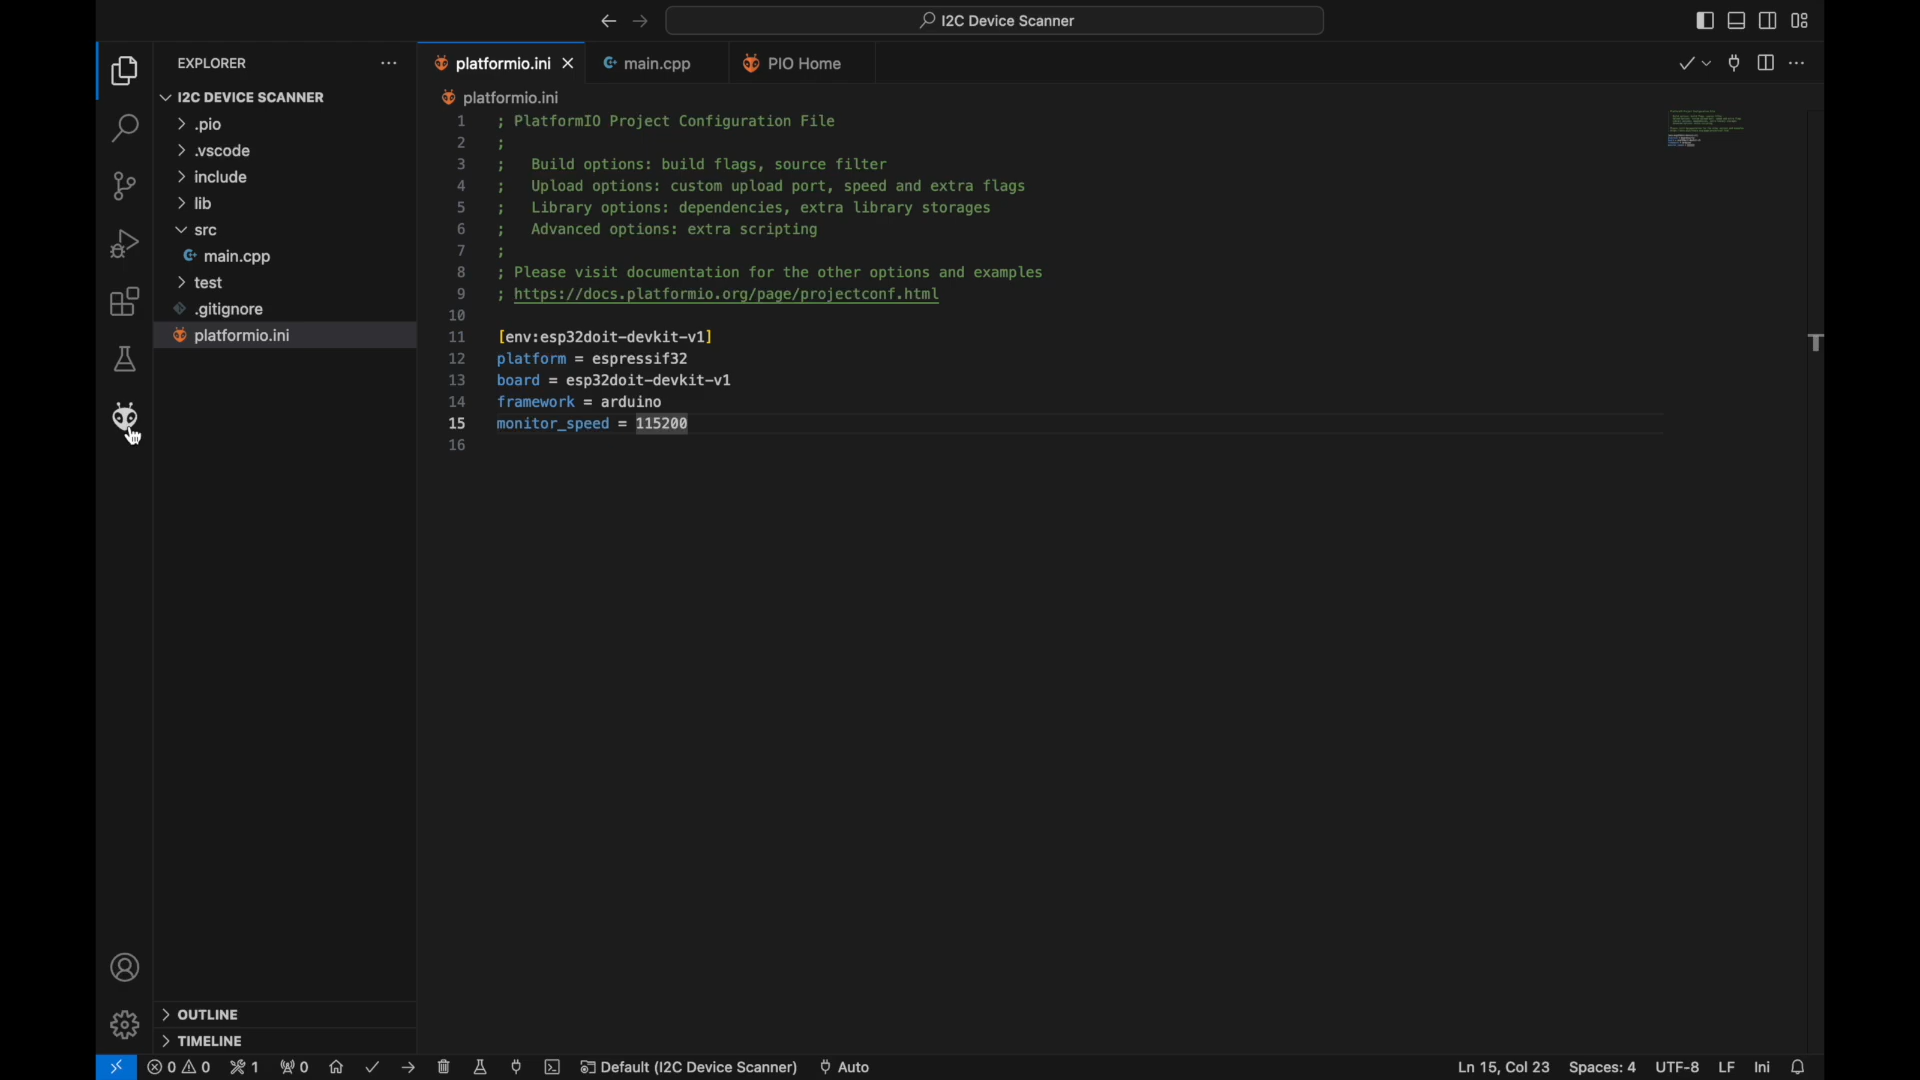 I2C Device Scanner
EXPLORER
platformio.ini
main.cpp
PIO Home
I2C DEVICE SCANNER
.pio
.vscode
include
lib
src
main.cpp
test
.gitignore
platformio.ini
OUTLINE
TIMELINE
platformio.ini
1 ; PlatformIO Project Configuration File
2 ;
3 ;   Build options: build flags, source filter
4 ;   Upload options: custom upload port, speed and extra flags
5 ;   Library options: dependencies, extra library storages
6 ;   Advanced options: extra scripting
7 ;
8 ; Please visit documentation for the other options and examples
9 ; https://docs.platformio.org/page/projectconf.html
10
11 [env:esp32doit-devkit-v1]
12 platform = espressif32
13 board = esp32doit-devkit-v1
14 framework = arduino
15 monitor_speed = 115200
16
0 0 1 0 Default (I2C Device Scanner) Auto Ln 15, Col 23 Spaces: 4 UTF-8 LF Ini